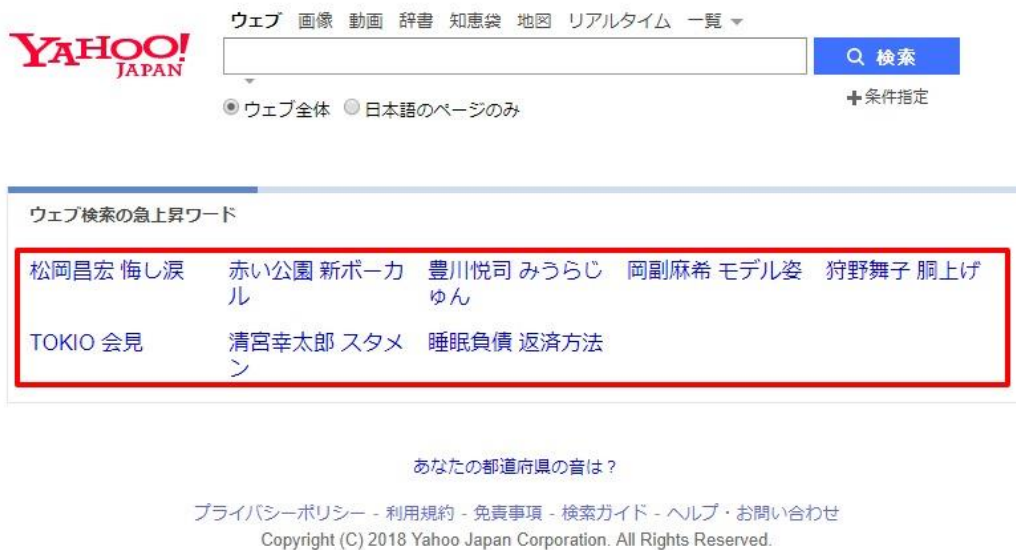 ウェブ 画像 動画 辞書 知恵袋 地図 リアルタイム 一覧
YAHOO!
JAPAN
検索
ウェブ全体 日本語のページのみ
+条件指定
ウェブ検索の急上昇ワード
松岡昌宏 悔し涙
赤い公園 新ボーカ
ル
豊川悦司 みうらじ
ゅん
岡副麻希 モデル姿
狩野舞子 胴上げ
TOKIO 会見
清宮幸太郎 スタメ
ン
睡眠負債 返済方法
あなたの都道府県の音は?
プライバシーポリシー - 利用規約 - 免責事項 - 検索ガイド - ヘルプ・お問い合わせ
Copyright (C) 2018 Yahoo Japan Corporation. All Rights Reserved.